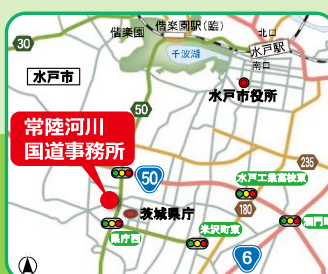 偕楽園
偕楽園駅(臨)
北口
水戸駅
南口
30
千波湖
水戸市
水戸市役所
50
常陸河川
国道事務所
235
50
水戸工業高校東
180
茨城県庁
県庁西
米沢町東
6